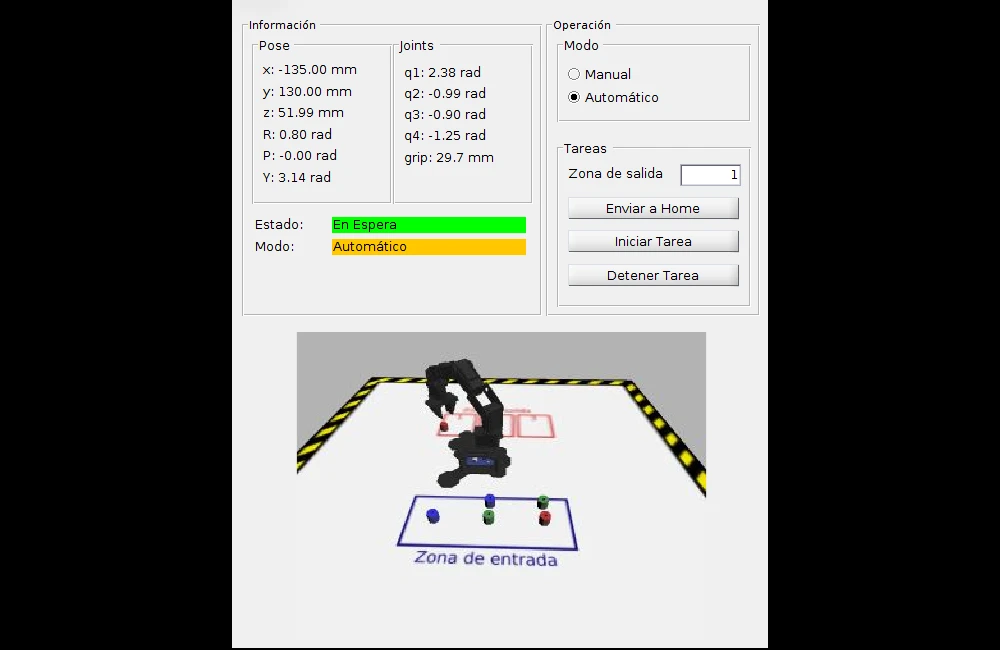 Información
Pose
x: -135.00 mm
y: 130.00 mm
z: 51.99 mm
R: 0.80 rad
P: -0.00 rad
Y: 3.14 rad
Joints
q1: 2.38 rad
q2: -0.99 rad
q3: -0.90 rad
q4: -1.25 rad
grip: 29.7 mm
Estado: En Espera
Modo: Automático
Operación
Modo
Manual
Automático
Tareas
Zona de salida 1
Enviar a Home
Iniciar Tarea
Detener Tarea
Zona de entrada